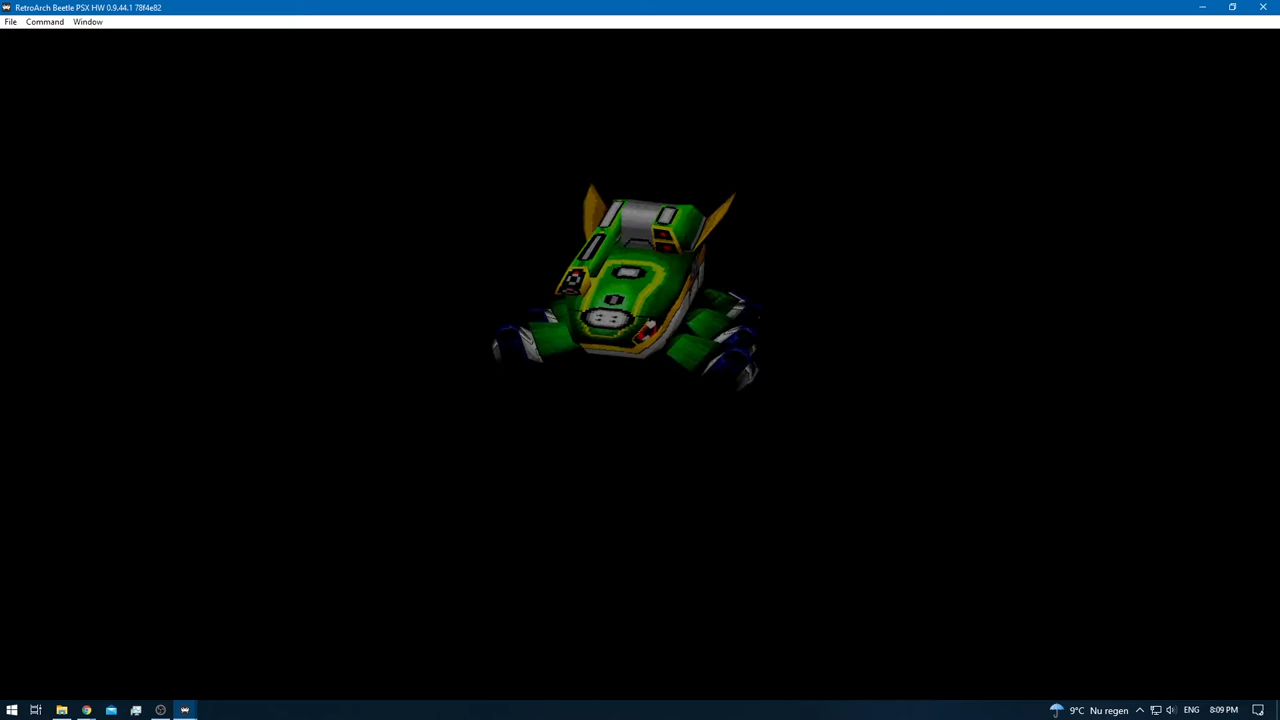 RetroArch Beetle PSX HW 0.9.44.1 78f4e82
File Command Window
9°C Nu regen ENG 8:09 PM